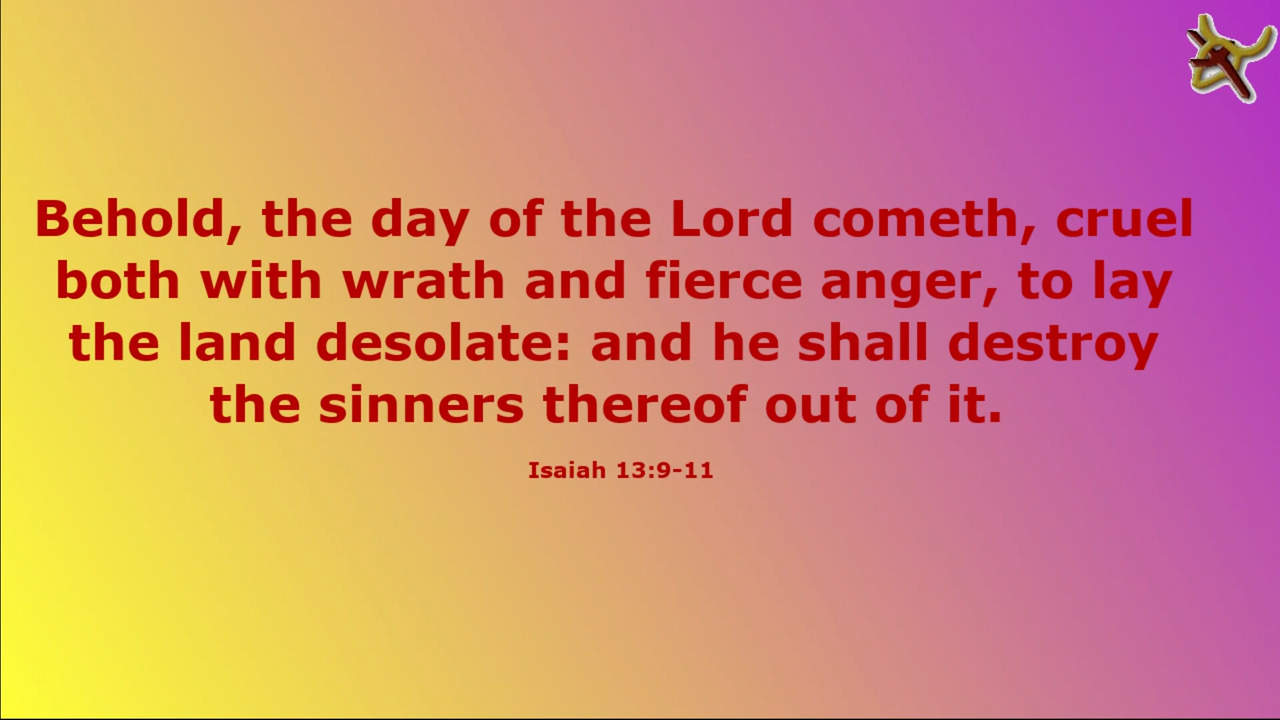 Behold, the day of the Lord cometh, cruel
both with wrath and fierce anger, to lay
the land desolate: and he shall destroy
the sinners thereof out of it.
Isaiah 13:9-11